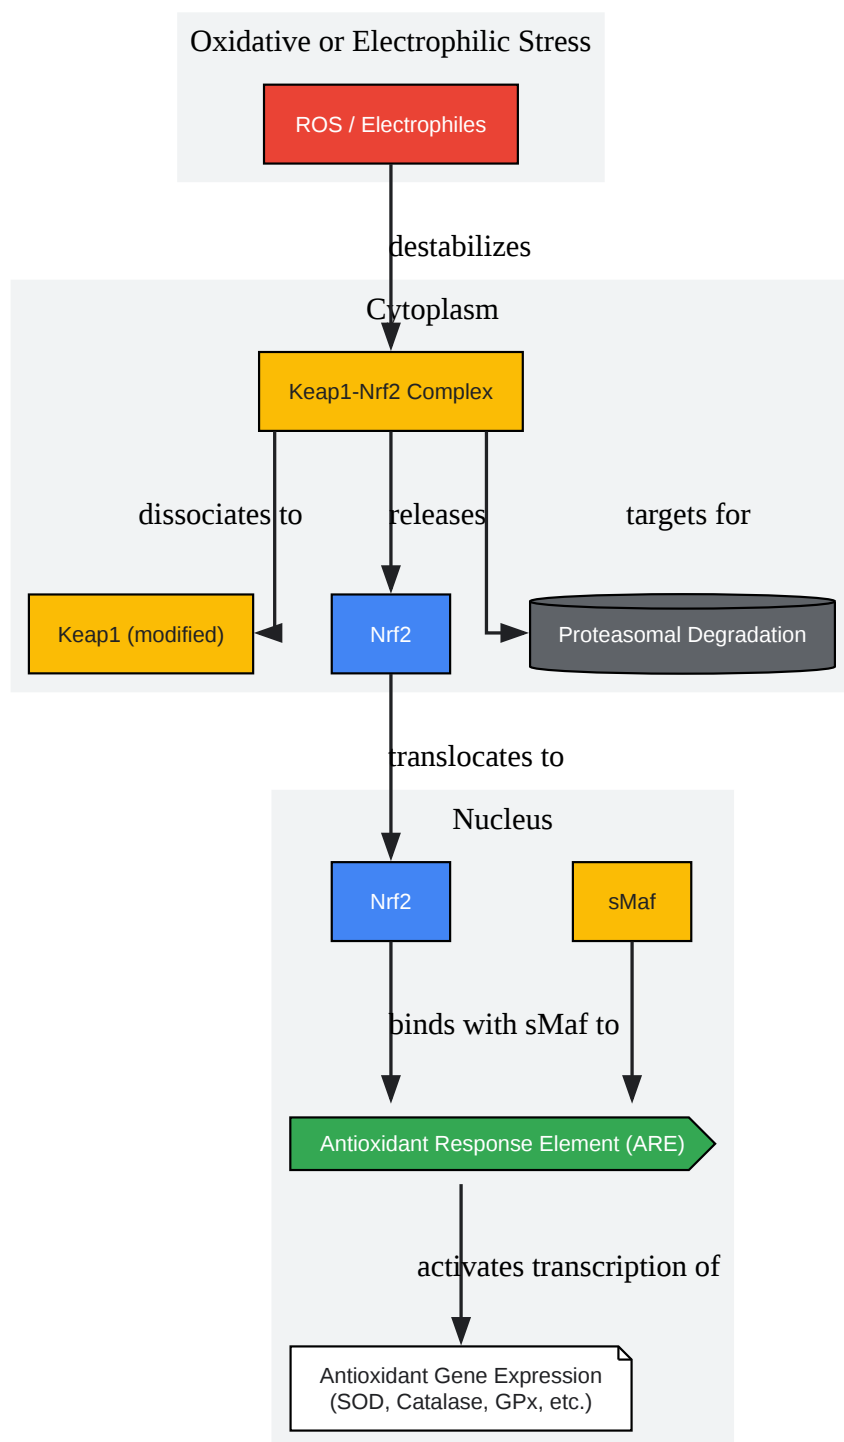 Oxidative or Electrophilic Stress
ROS / Electrophiles
destabilizes
Cytoplasm
Keap1-Nrf2 Complex
dissociates to
releases
targets for
Keap1 (modified)
Nrf2
Proteasomal Degradation
translocates to
Nucleus
Nrf2
sMaf
binds with sMaf to
Antioxidant Response Element (ARE)
activates transcription of
Antioxidant Gene Expression
(SOD, Catalase, GPx, etc.)